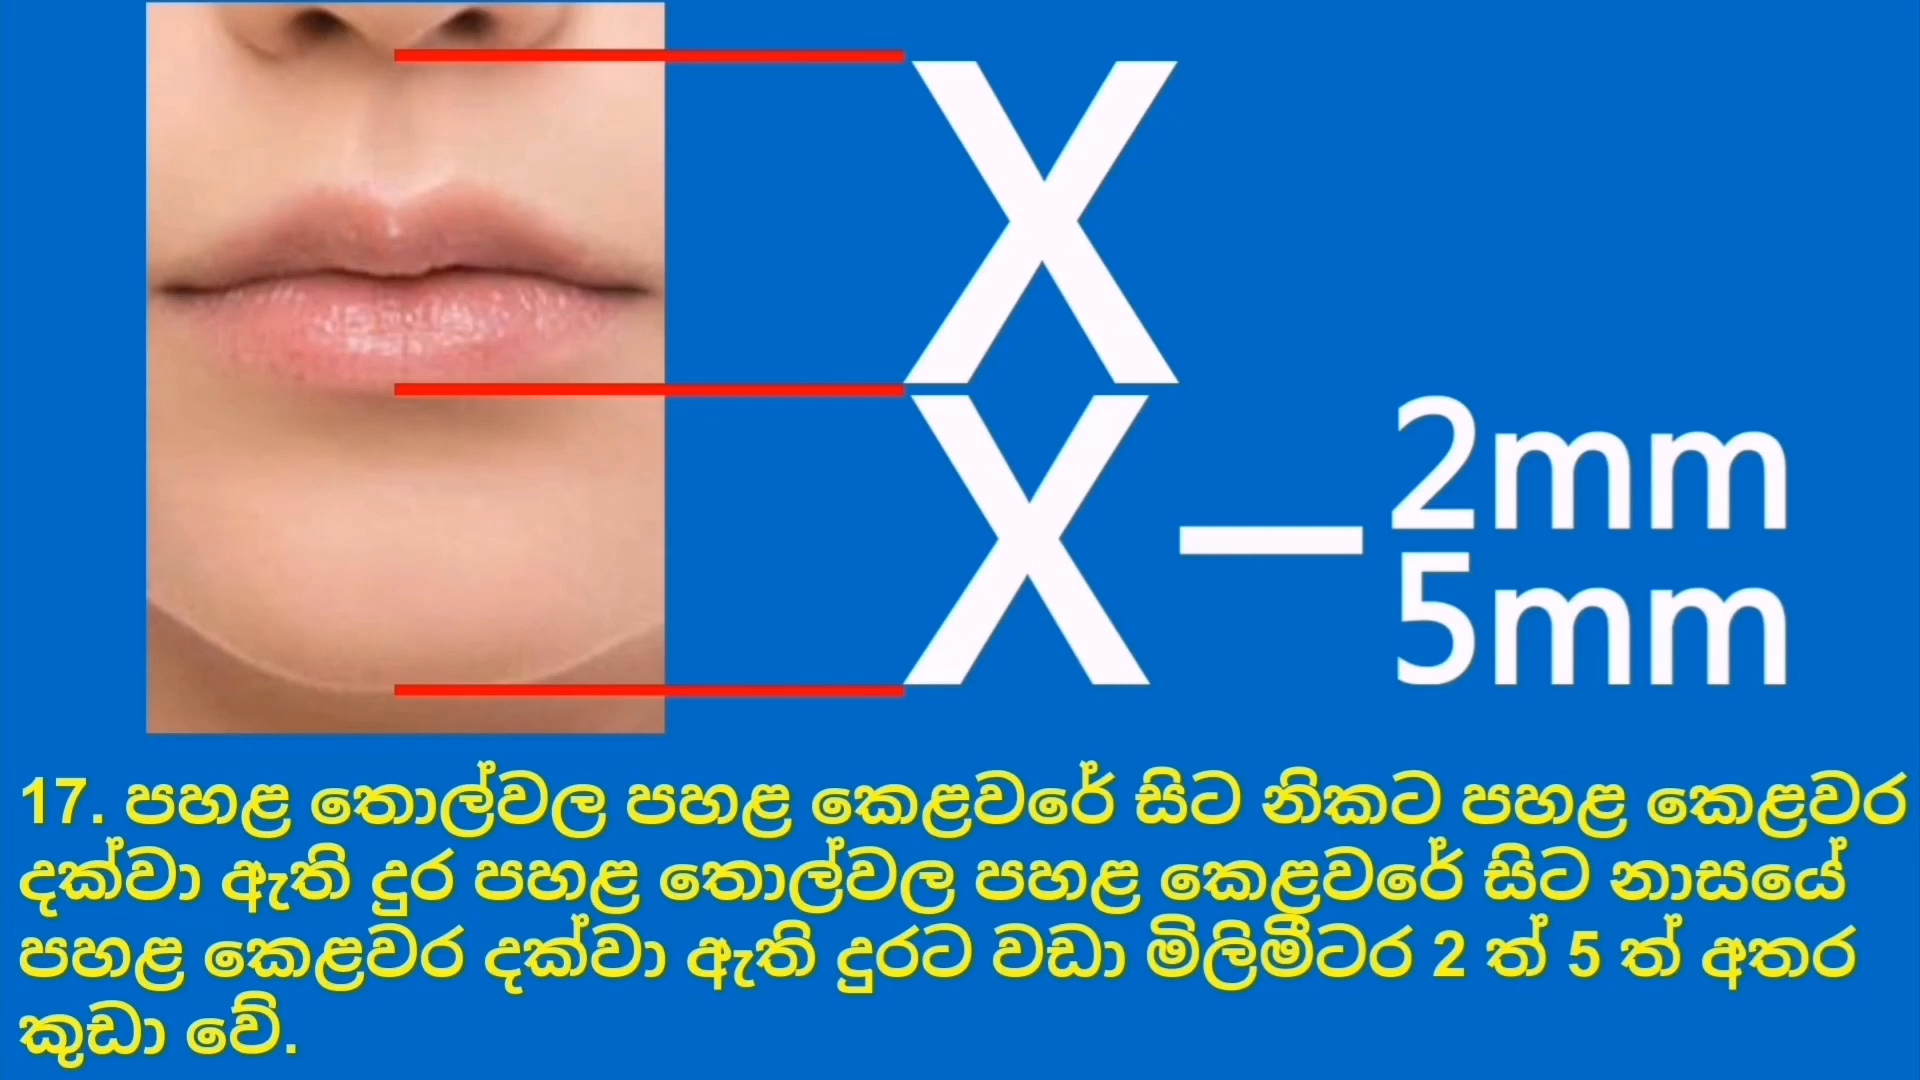 X
X – 2mm
5mm
17. පහළ තොල්වල පහළ කෙළවරේ සිට නිකට පහළ කෙළවර
දක්වා ඇති දුර පහළ තොල්වල පහළ කෙළවරේ සිට නාසයේ
පහළ කෙළවර දක්වා ඇති දුරට වඩා මිලිමීටර 2 ත් 5 ත් අතර
කුඩා වේ.